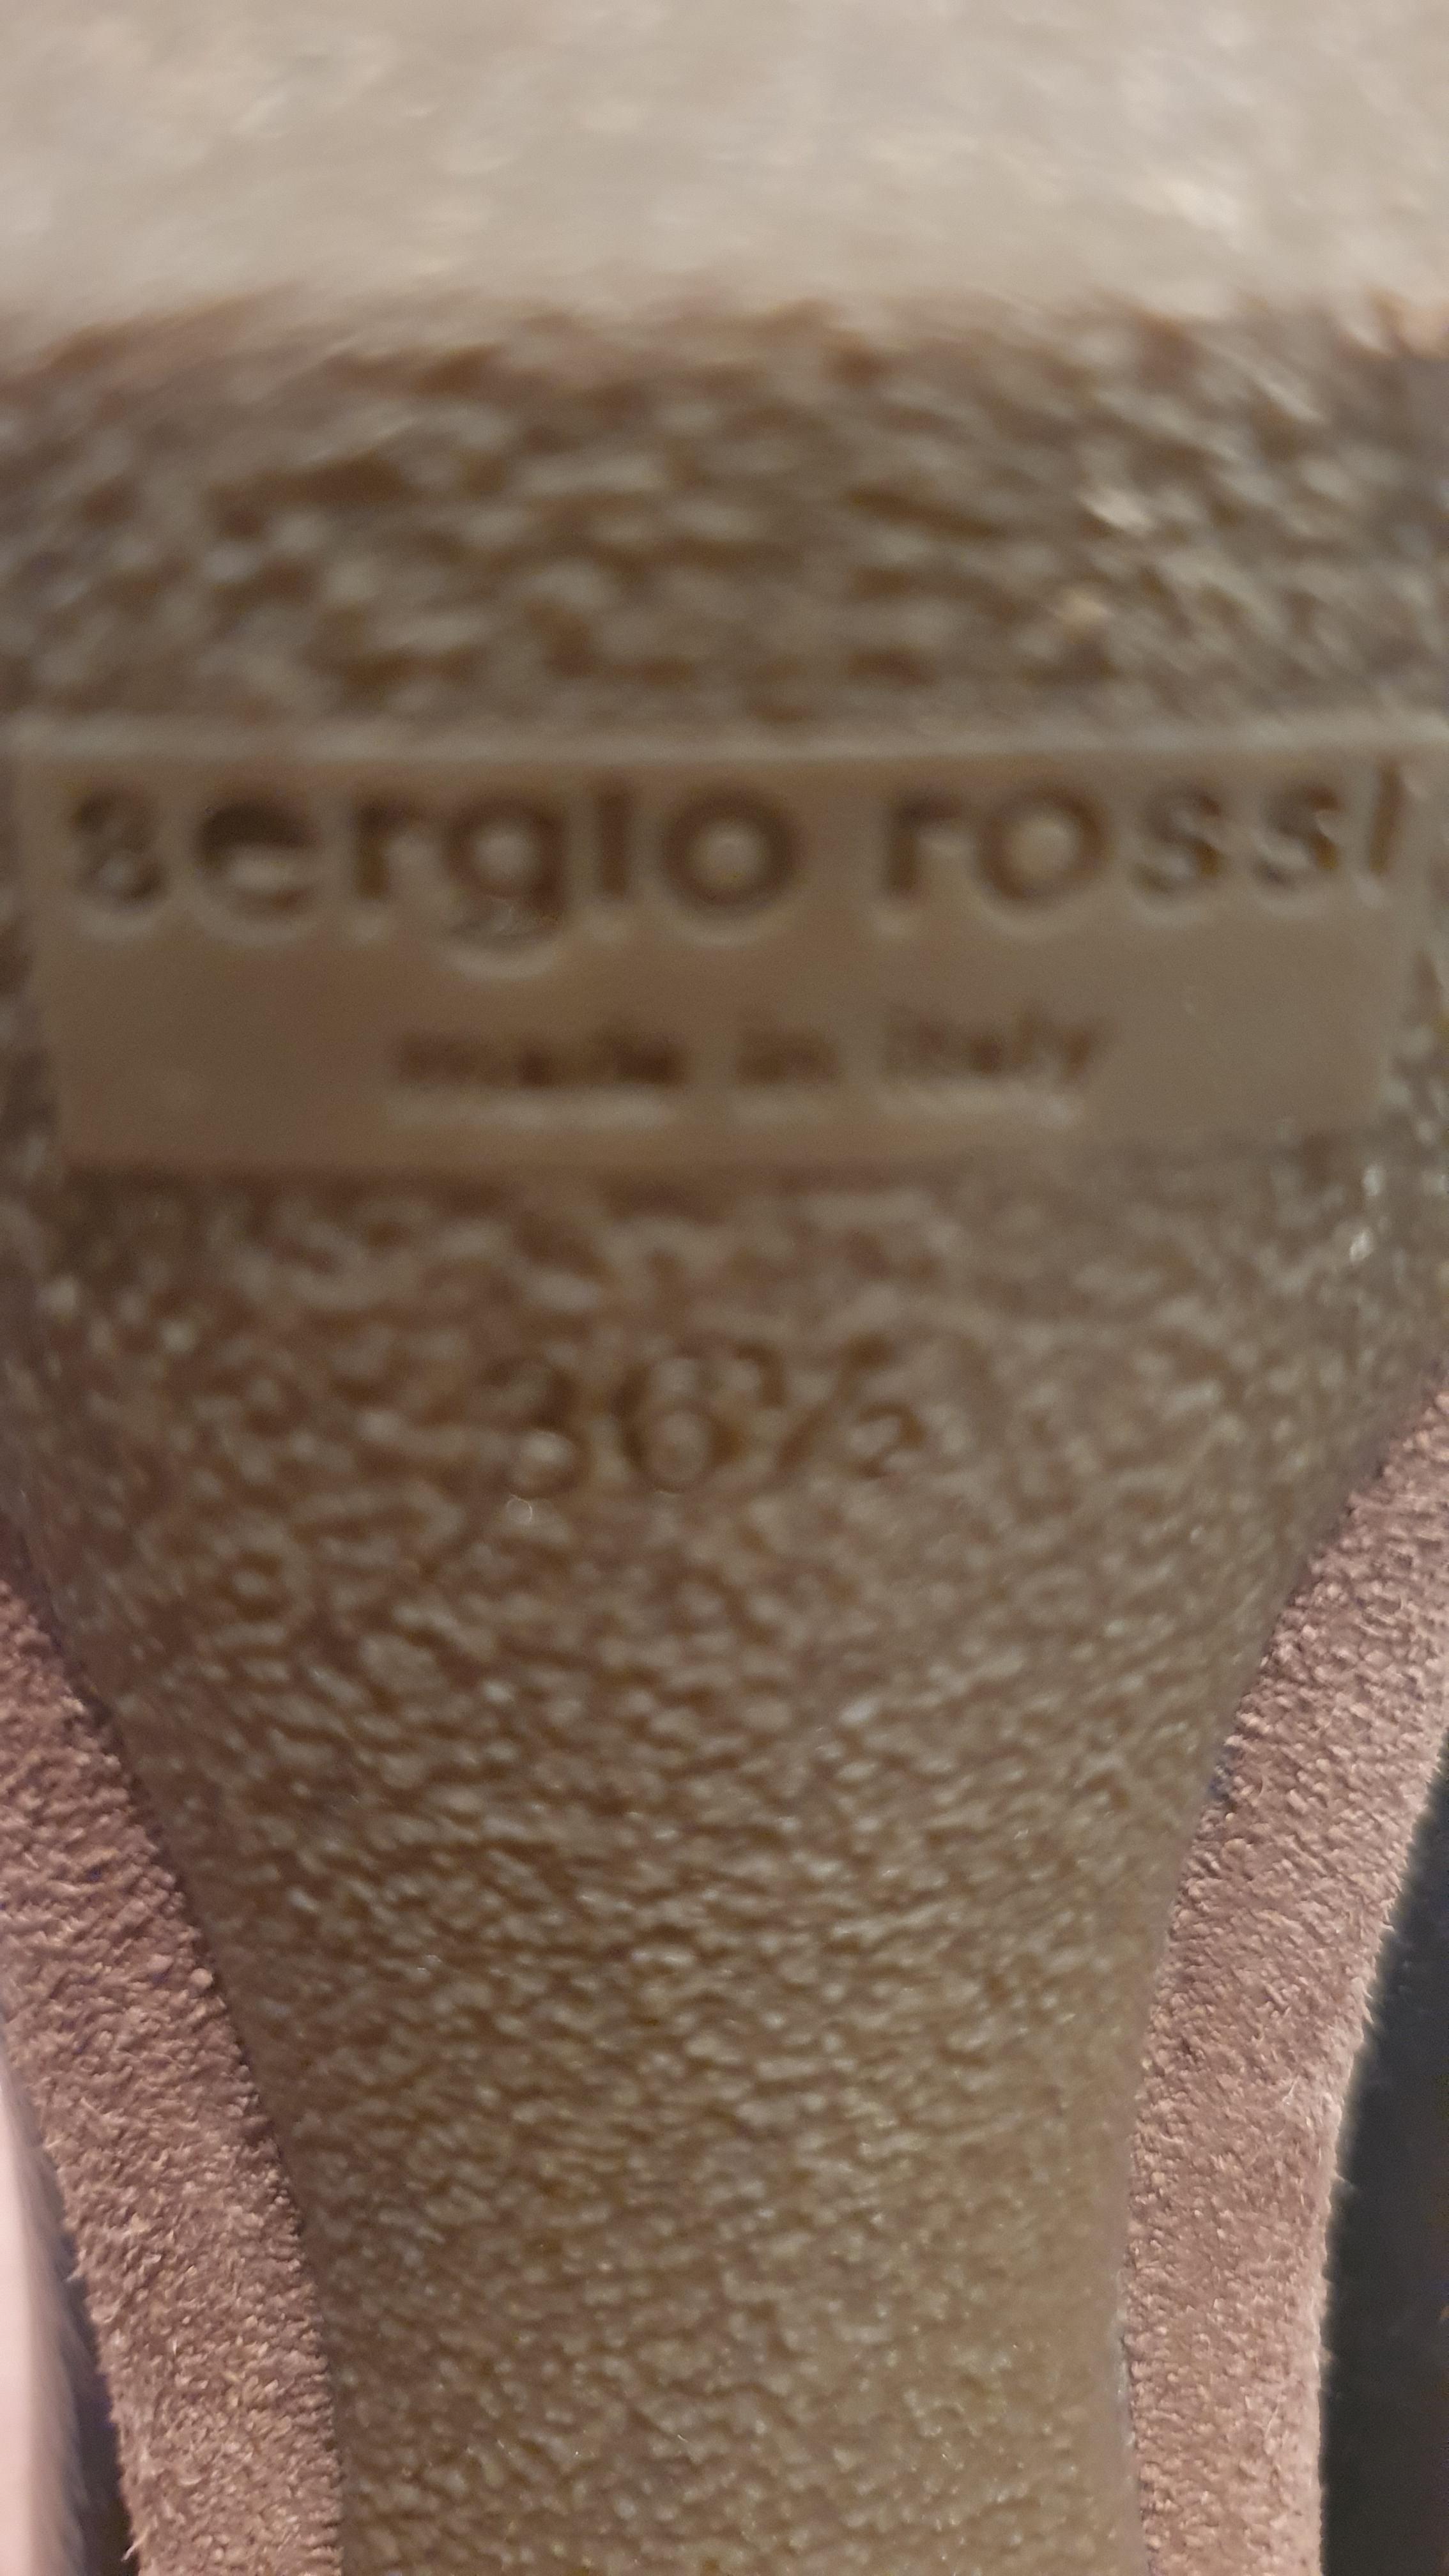 sergio rossi
made in italy
36½